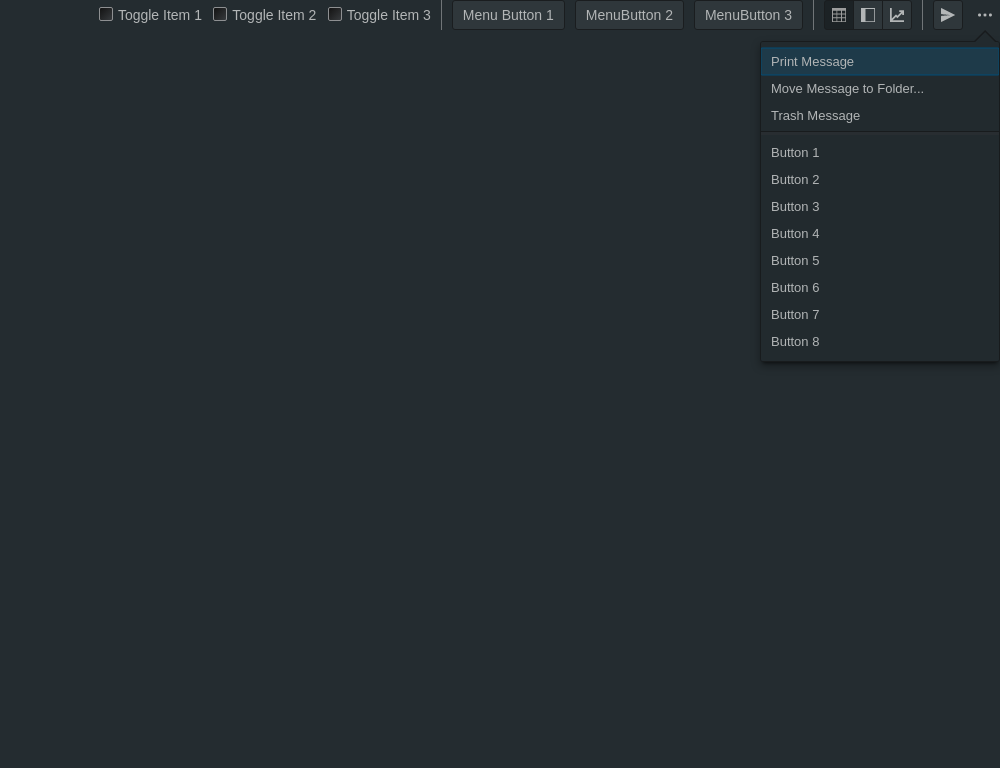 Toggle Item 1 Toggle Item 2 Toggle Item 3 Menu Button 1 MenuButton 2 MenuButton 3
Print Message
Move Message to Folder...
Trash Message
Button 1
Button 2
Button 3
Button 4
Button 5
Button 6
Button 7
Button 8